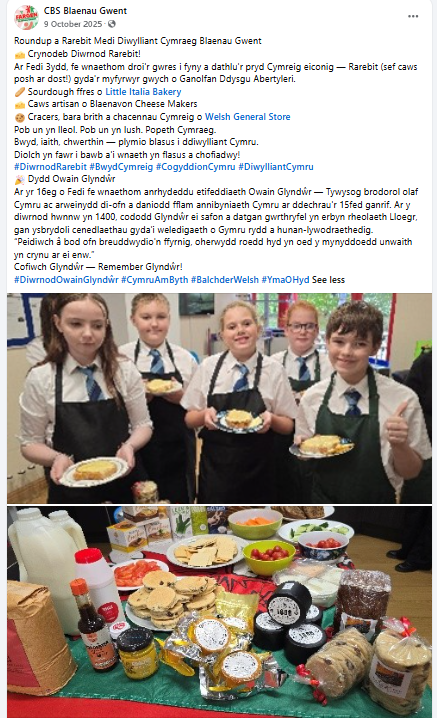 CBS Blaenau Gwent
9 October 2025
Roundup a Rarebit Medi Diwylliant Cymraeg Blaenau Gwent
🧀 Crynodeb Diwrnod Rarebit!
Ar Fedi 3ydd, fe wnaethom droi'r gwres i fyny a dathlu'r pryd Cymreig eiconig — Rarebit (sef caws
posh ar dost!) gyda'r myfyrwyr gwych o Ganolfan Ddysgu Abertyleri.
🥖 Sourdough ffres o Little Italia Bakery
🧀 Caws artisan o Blaenavon Cheese Makers
🍪 Cracers, bara brith a chacennau Cymreig o Welsh General Store
Pob un yn lleol. Pob un yn lush. Popeth Cymraeg.
Bwyd, iaith, chwerthin — plymio blasus i ddiwylliant Cymru.
Diolch yn fawr i bawb a'i wnaeth yn flasus a chofiadwy!
#DiwrnodRarebit #BwydCymreig #CogyddionCymru #DiwylliantCymru
🎉 Dydd Owain Glyndŵr
Ar yr 16eg o Fedi fe wnaethom anrhydeddu etifeddiaeth Owain Glyndŵr — Tywysog brodorol olaf
Cymru ac arweinydd di-ofn a daniodd fflam annibyniaeth Cymru ar ddechrau'r 15fed ganrif. Ar y
diwrnod hwnnw yn 1400, cododd Glyndŵr ei safon a datgan gwrthryfel yn erbyn rheolaeth Lloegr,
gan ysbrydoli cenedlaethau gyda'i weledigaeth o Gymru rydd a hunan-lywodraethedig.
"Peidiwch â bod ofn breuddwydio'n ffyrnig, oherwydd roedd hyd yn oed y mynyddoedd unwaith
yn crynu ar ei enw."
Cofiwch Glyndŵr — Remember Glyndŵr!
#DiwrnodOwainGlyndŵr #CymruAmByth #BalchderWelsh #YmaOHyd See less